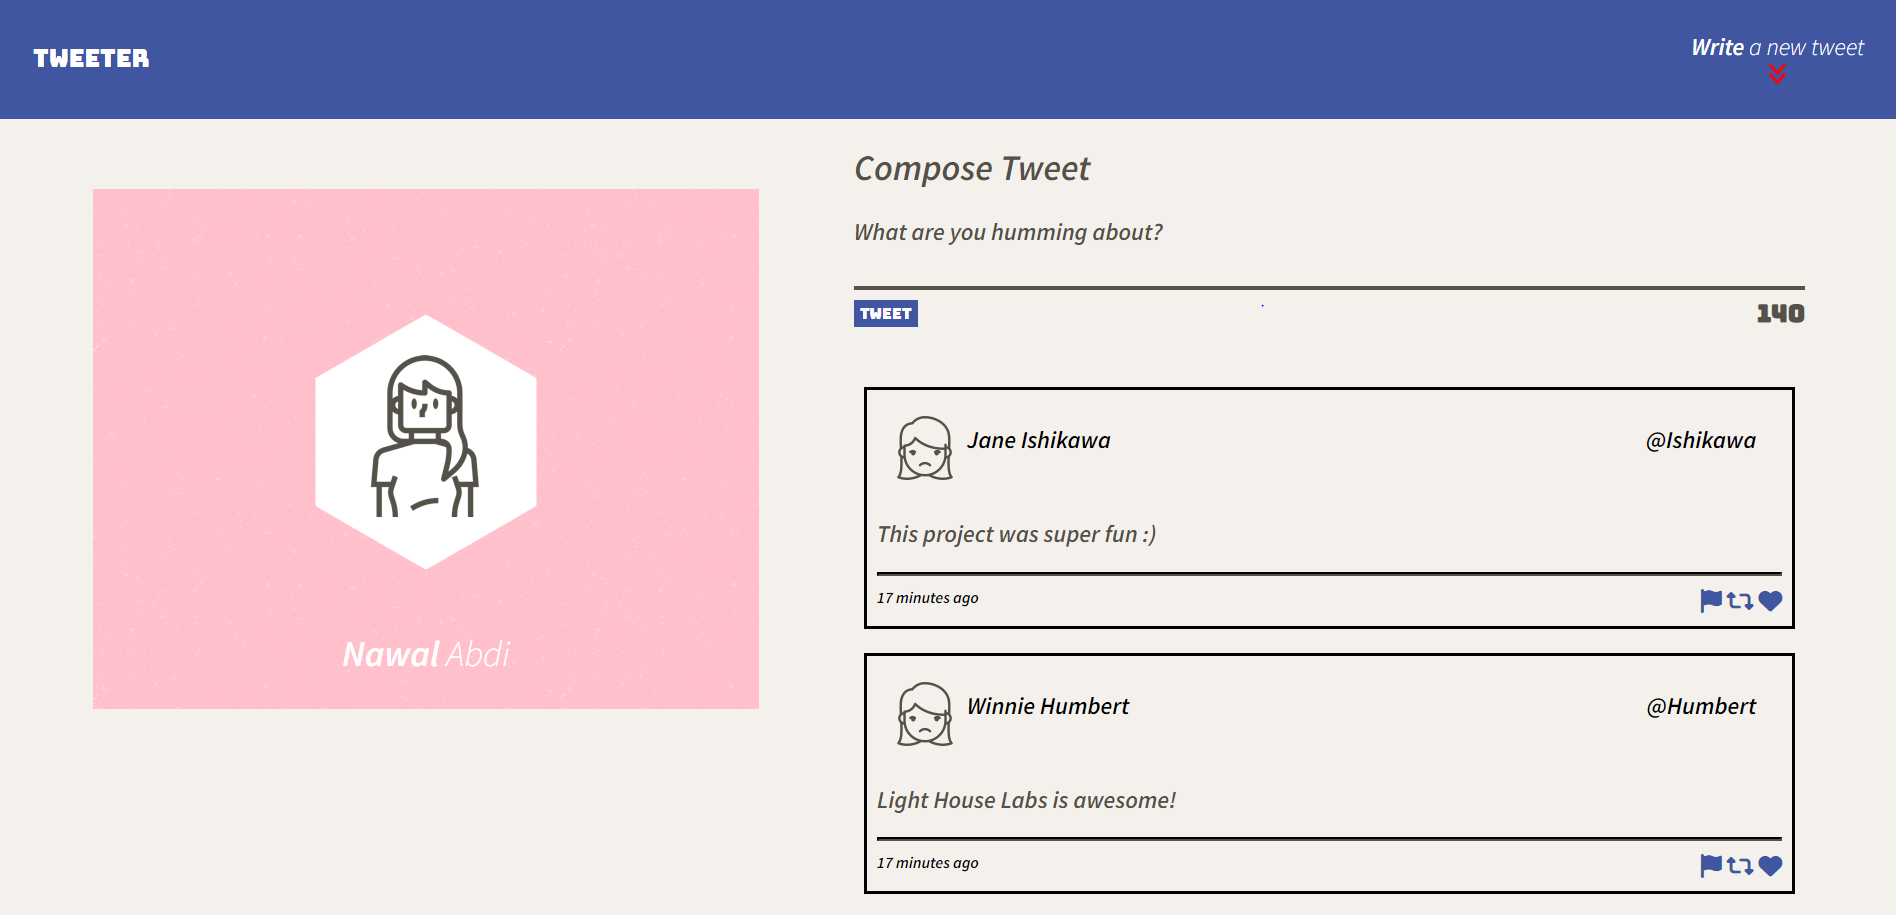 TWEETER
Write a new tweet
Nawal Abdi
Compose Tweet
What are you humming about?
TWEET
140
Jane Ishikawa
@Ishikawa
This project was super fun :)
17 minutes ago
Winnie Humbert
@Humbert
Light House Labs is awesome!
17 minutes ago